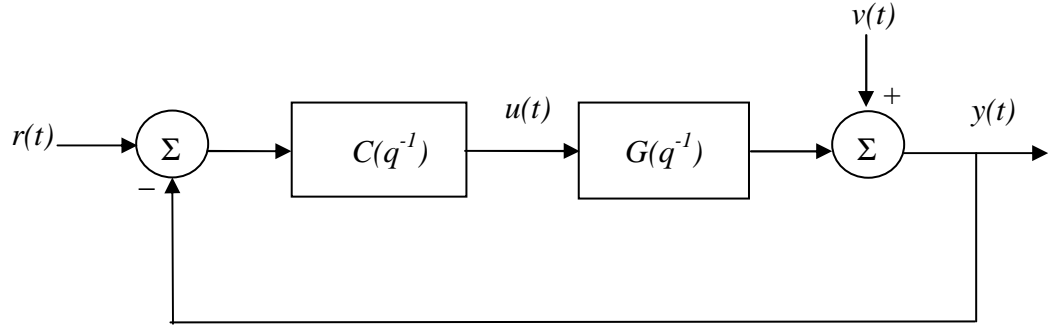 v(t)
+
r(t)
Σ
C(q⁻¹)
u(t)
G(q⁻¹)
Σ
y(t)
−